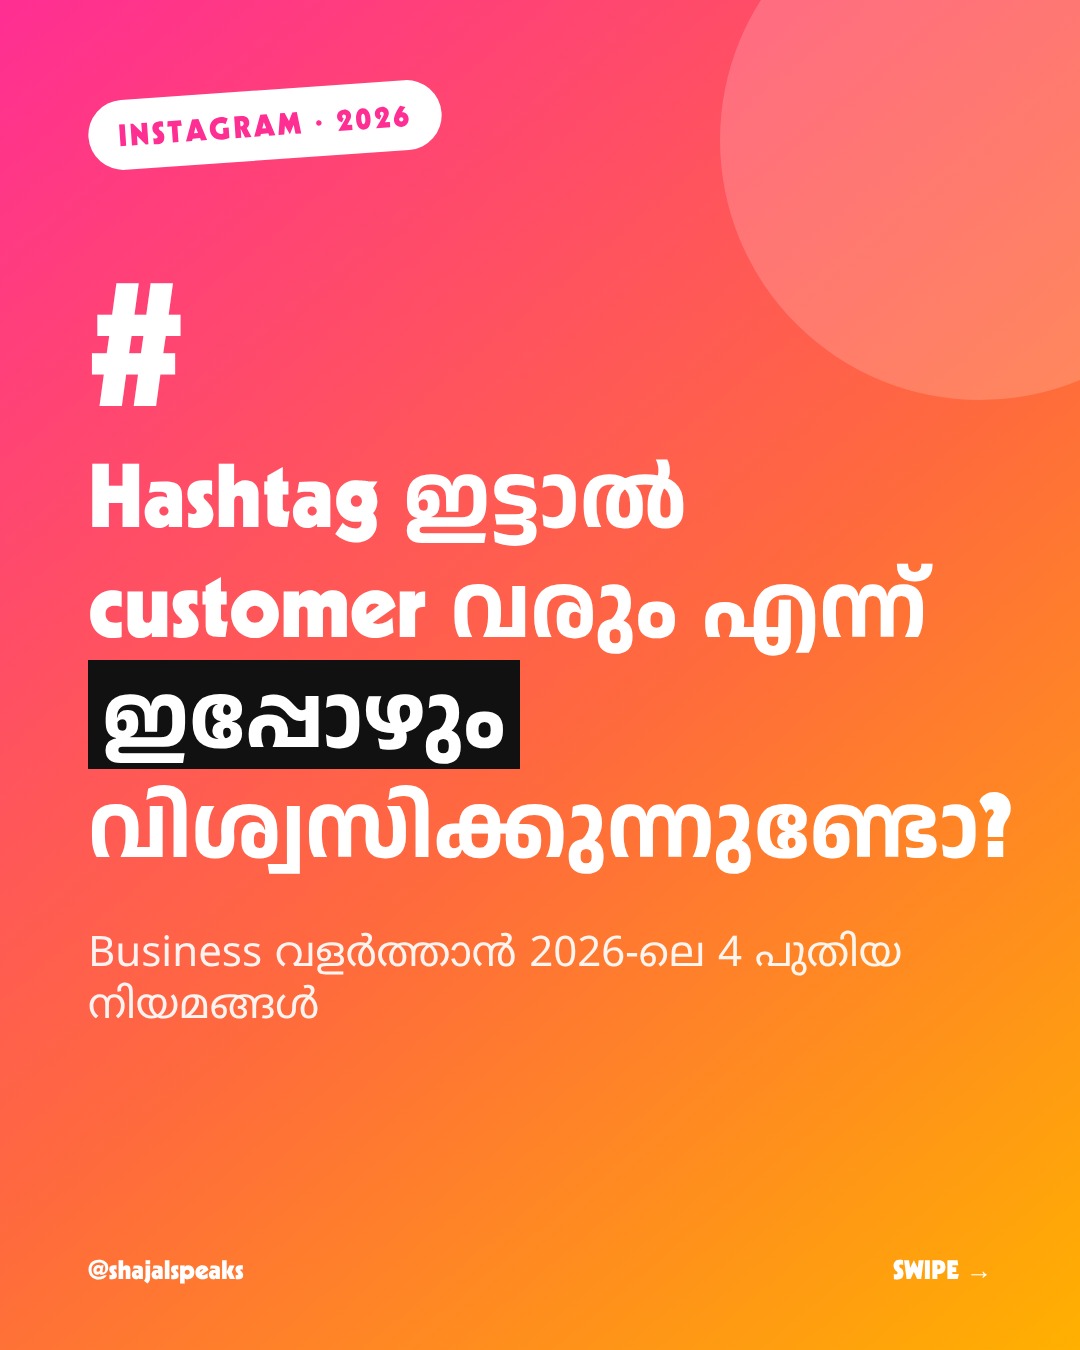 INSTAGRAM · 2026
#
Hashtag ഇട്ടാൽ
customer വരും എന്ന്
ഇപ്പോഴും
വിശ്വസിക്കുന്നുണ്ടോ?
Business വളർത്താൻ 2026-ലെ 4 പുതിയ
നിയമങ്ങൾ
@shajalspeaks
SWIPE →